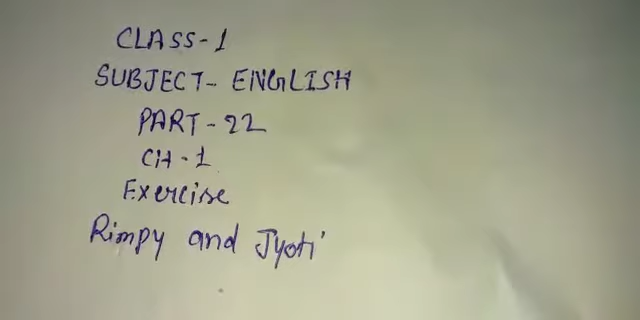 CLASS-1
SUBJECT- ENGLISH
PART-22
CH-1
Exercise
Rimpy and Jyoti